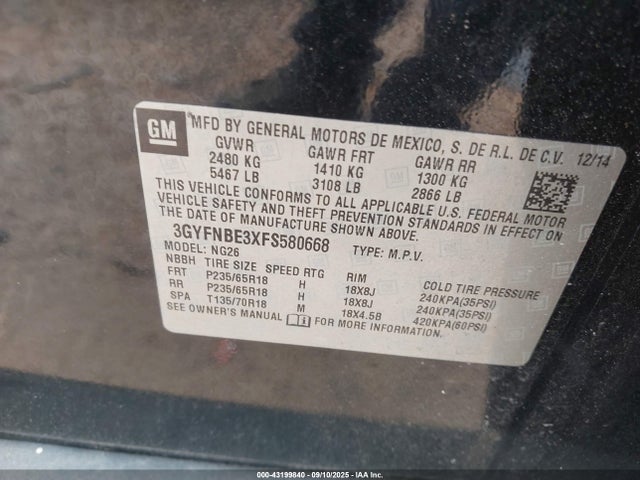 GM
MFD BY GENERAL MOTORS DE MEXICO, S. DE R.L. DE C.V. 12/14
GVWR GAWR FRT GAWR RR
2480 KG 1410 KG 1300 KG
5467 LB 3108 LB 2866 LB
THIS VEHICLE CONFORMS TO ALL APPLICABLE U.S. FEDERAL MOTOR
VEHICLE SAFETY AND THEFT PREVENTION STANDARDS IN EFFECT ON
THE DATE OF MANUFACTURE SHOWN ABOVE.
3GYFNBE3XFS580668 TYPE: M.P.V.
MODEL: NG26
NBBH TIRE SIZE SPEED RTG RIM COLD TIRE PRESSURE
FRT P235/65R18 H 18X8J 240KPA(35PSI)
RR P235/65R18 H 18X8J 240KPA(35PSI)
SPA T135/70R18 M 18X4.5B 420KPA(60PSI)
SEE OWNER'S MANUAL FOR MORE INFORMATION.
000-43199840 - 09/10/2025 - IAA Inc.